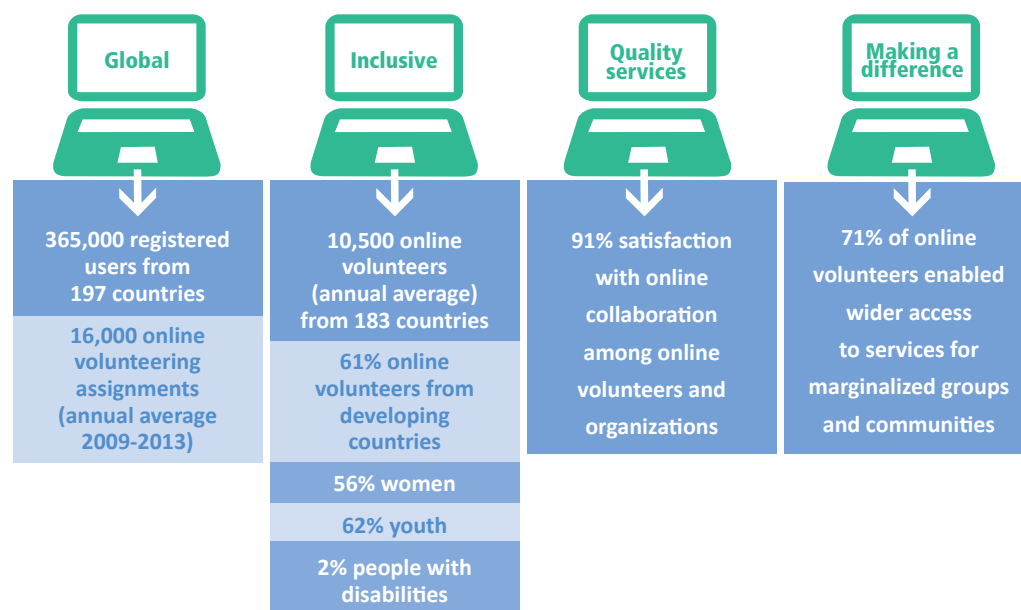 Global
365,000 registered
users from
197 countries
16,000 online
volunteering
assignments
(annual average
2009-2013)
Inclusive
10,500 online
volunteers
(annual average)
from 183 countries
61% online
volunteers from
developing
countries
56% women
62% youth
2% people with
disabilities
Quality
services
91% satisfaction
with online
collaboration
among online
volunteers and
organizations
Making a
difference
71% of online
volunteers enabled
wider access
to services for
marginalized groups
and communities